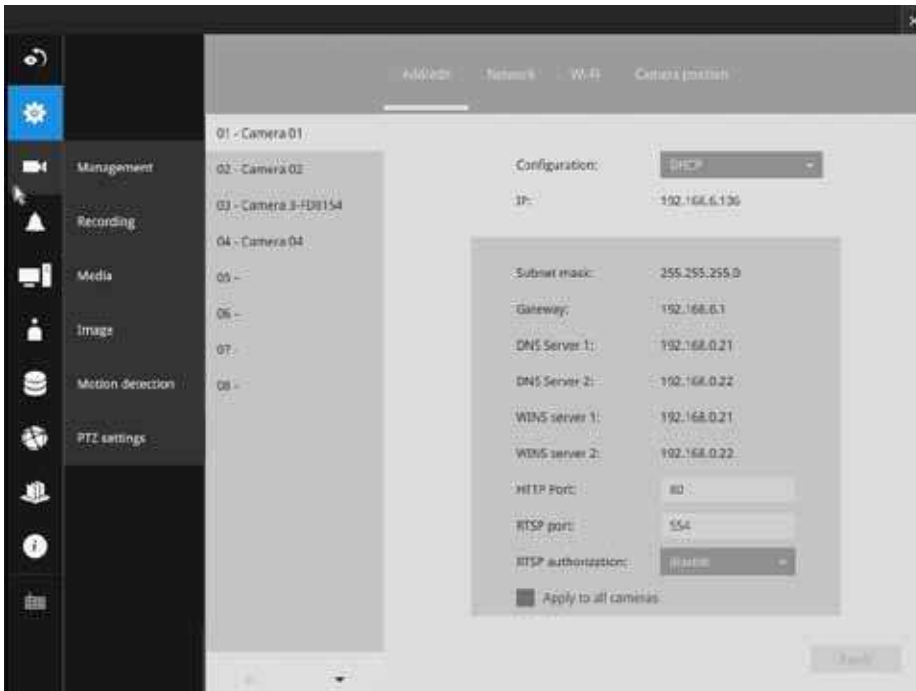 Address Network Wi-Fi Camera position
01 - Camera 01
02 - Camera 02
03 - Camera 3-FD8154
04 - Camera 04
05 -
06 -
07 -
08 -
Management
Recording
Media
Image
Motion detection
PTZ settings
Configuration: DHCP
IP: 192.168.6.136
Subnet mask: 255.255.255.0
Gateway: 192.168.6.1
DNS Server 1: 192.168.0.21
DNS Server 2: 192.168.0.22
WINS server 1: 192.168.0.21
WINS server 2: 192.168.0.22
HTTP Port: 80
RTSP port: 554
RTSP authorization:
Apply to all cameras
Apply